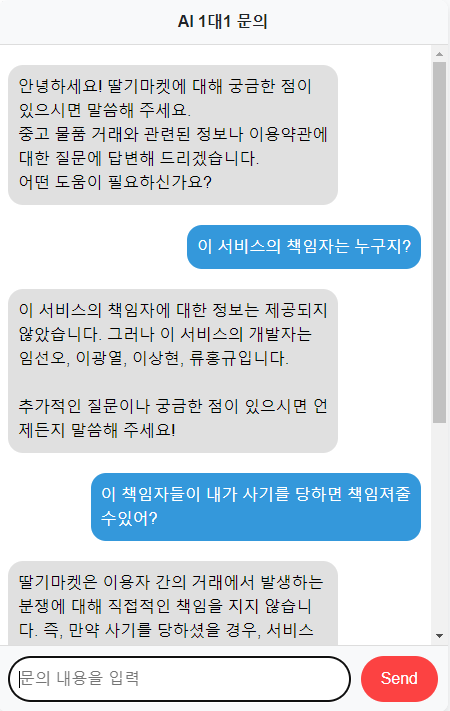 AI 1대1 문의
안녕하세요! 딸기마켓에 대해 궁금한 점이
있으시면 말씀해 주세요.
중고 물품 거래와 관련된 정보나 이용약관에
대한 질문에 답변해 드리겠습니다.
어떤 도움이 필요하신가요?
이 서비스의 책임자는 누구지?
이 서비스의 책임자에 대한 정보는 제공되지
않았습니다. 그러나 이 서비스의 개발자는
임선오, 이광열, 이상현, 류홍규입니다.
추가적인 질문이나 궁금한 점이 있으시면 언
제든지 말씀해 주세요!
이 책임자들이 내가 사기를 당하면 책임져줄
수있어?
딸기마켓은 이용자 간의 거래에서 발생하는
분쟁에 대해 직접적인 책임을 지지 않습니
다. 즉, 만약 사기를 당하셨을 경우, 서비스
문의 내용을 입력
Send